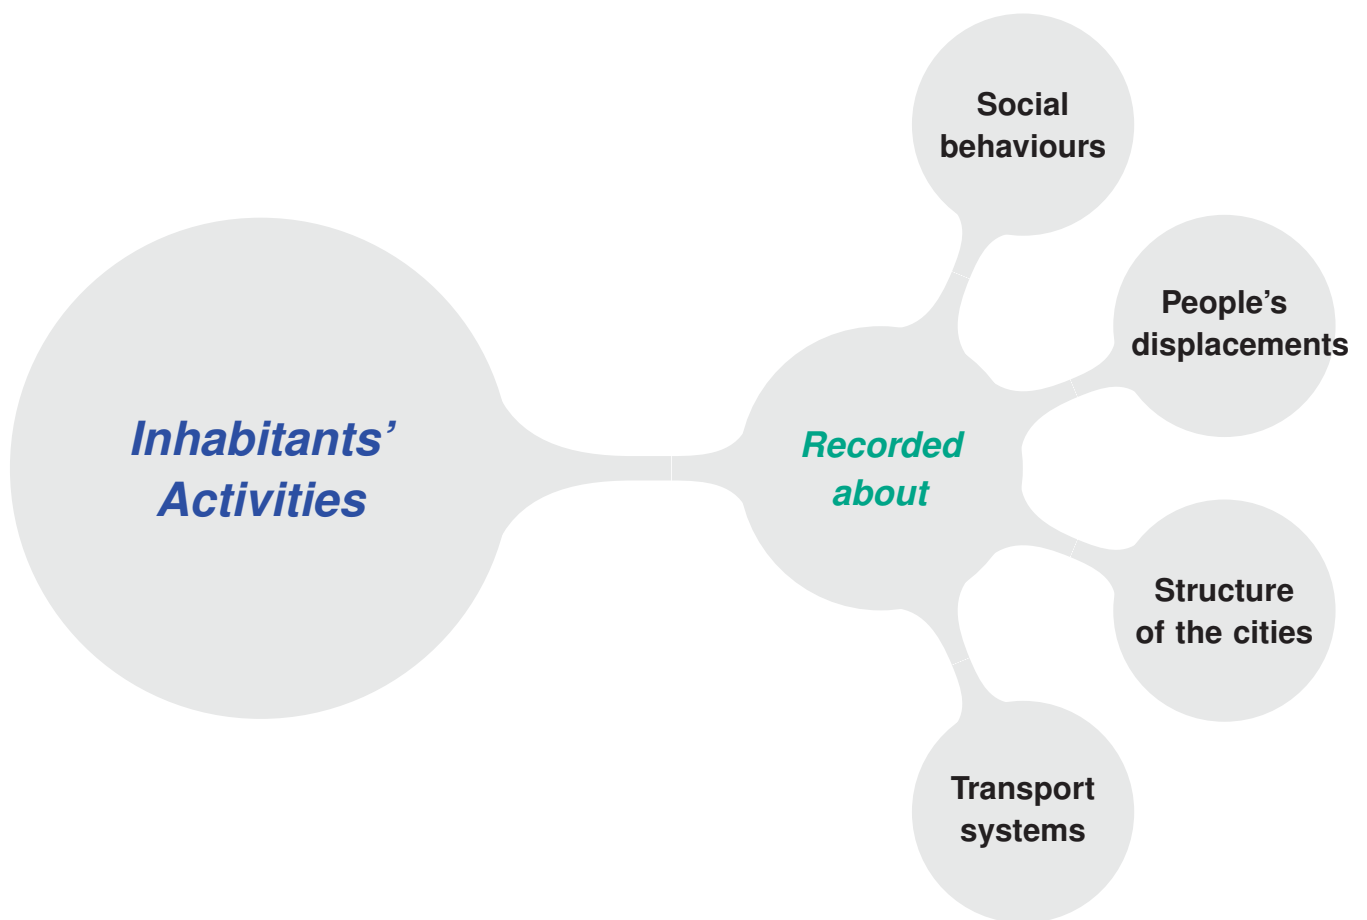 Social
behaviours
People’s
displacements
Inhabitants’
Activities
Recorded
about
Structure
of the cities
Transport
systems